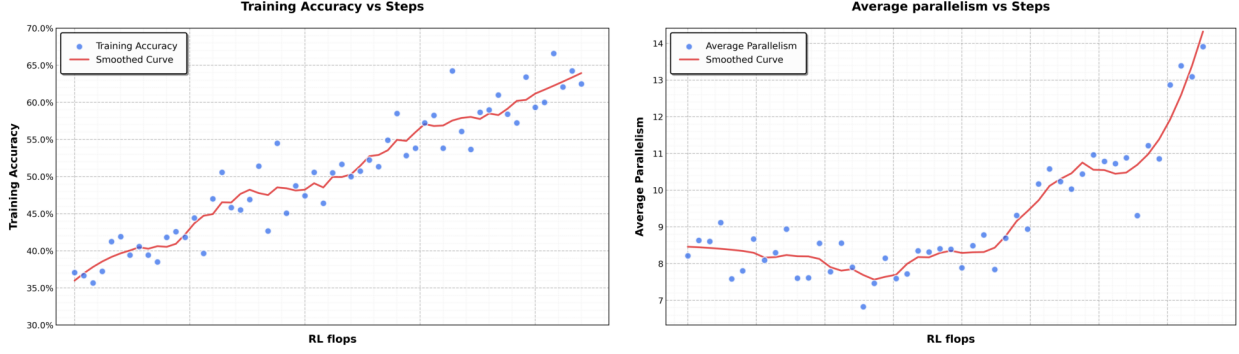 Training Accuracy vs Steps
70.0%
65.0%
60.0%
55.0%
50.0%
45.0%
40.0%
35.0%
30.0%
Training Accuracy
Training Accuracy
Smoothed Curve
RL flops
Average parallelism vs Steps
14
13
12
11
10
9
8
7
Average Parallelism
Average Parallelism
Smoothed Curve
RL flops